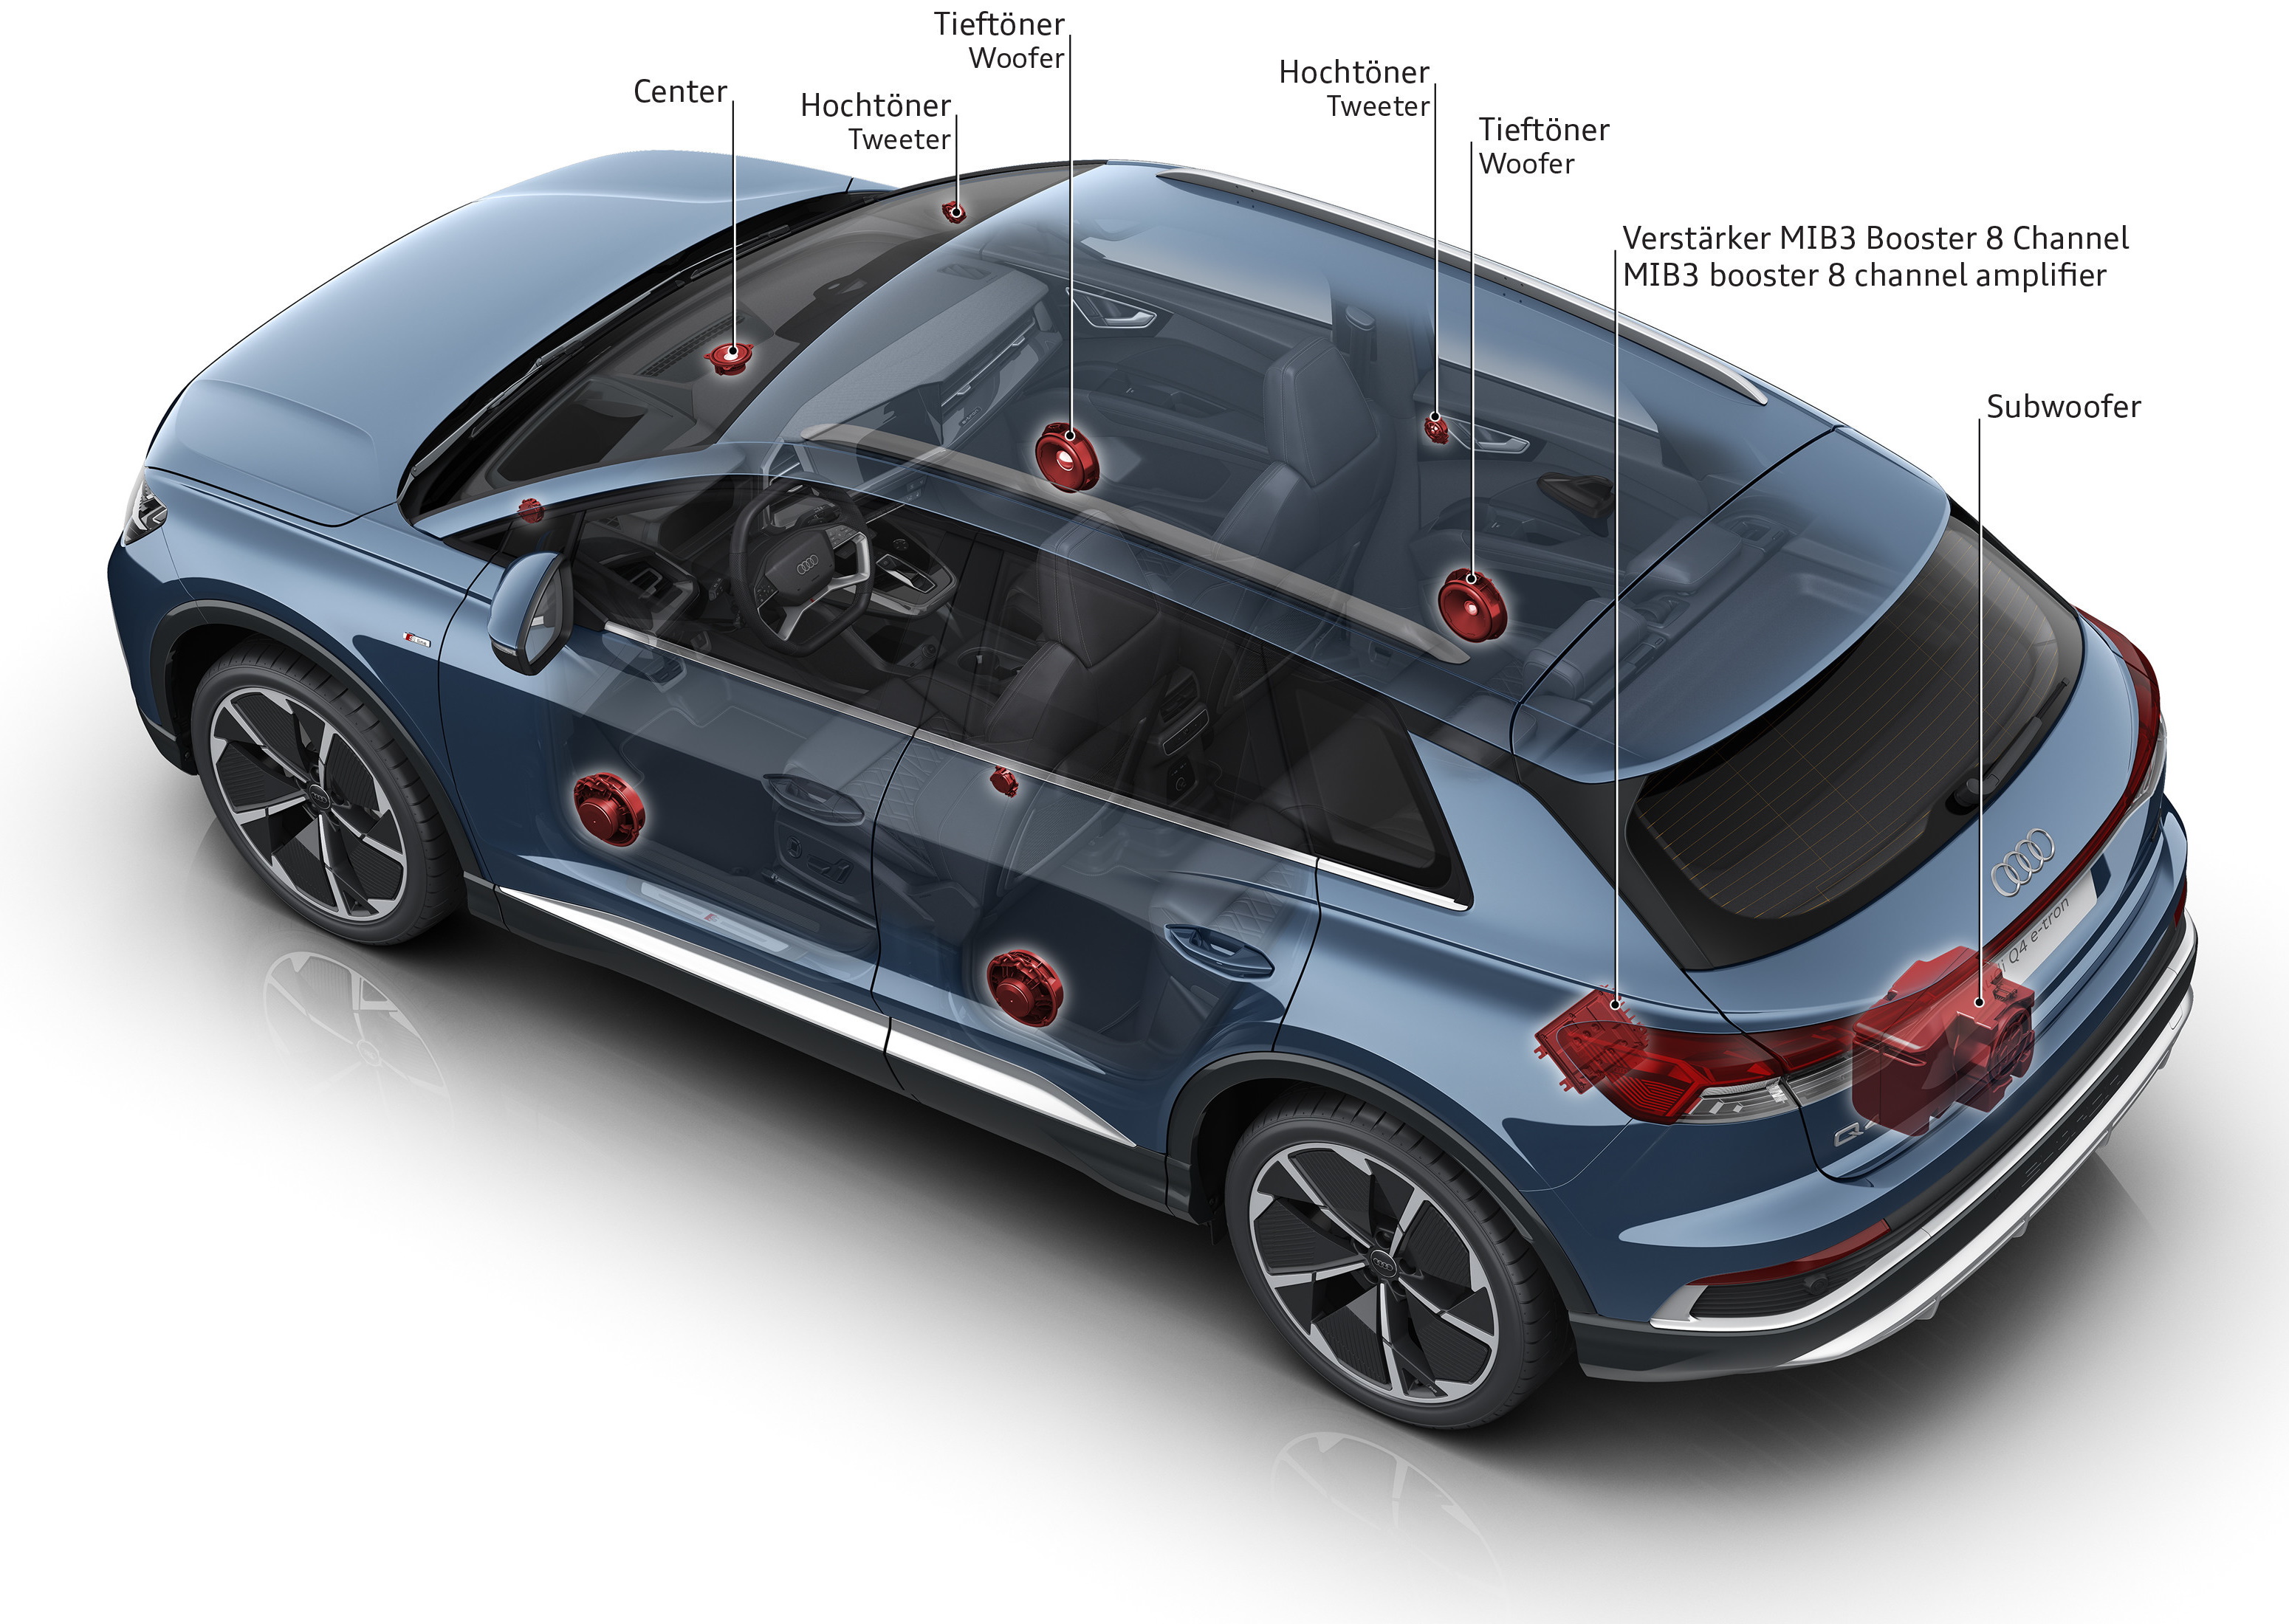 Tieftöner
Woofer
Center
Hochtöner
Tweeter
Hochtöner
Tweeter
Tieftöner
Woofer
Verstärker MIB3 Booster 8 Channel
MIB3 booster 8 channel amplifier
Subwoofer
Q4 e-tron